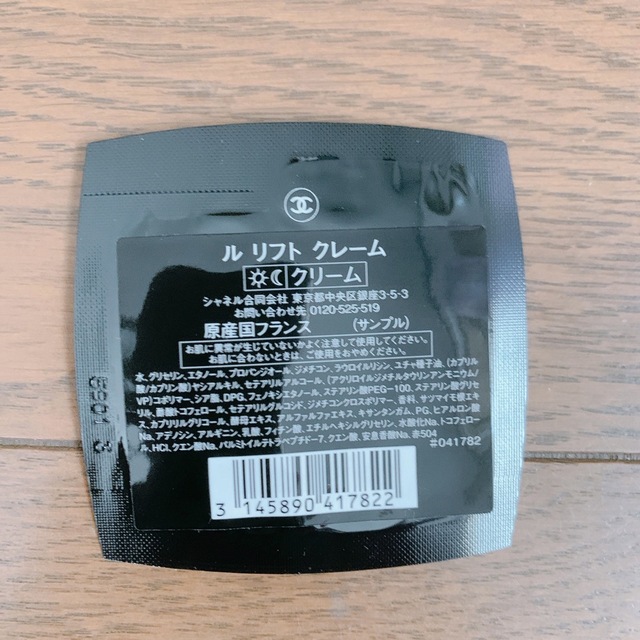 ル リフト クレーム
クリーム
シャネル合同会社 東京都中央区銀座3-5-3
お問い合わせ先 0120-525-519
原産国フランス (サンプル)
お肌に異常が生じていないかよく注意して使用してください。
お肌に合わないときは、ご使用をおやめください。
水, グリセリン, エタノール, プロパンジオール, ジメチコン, ラウロイルリシン, ユチャ種子油, (カプリル
酸/カプリン酸)ヤシアルキル, セテアリルアルコール, (アクリロイルジメチルタウリンアンモニウム/
VP)コポリマー, シア脂, DPG, フェノキシエタノール, ステアリン酸PEG-100, ステアリン酸グリセ
リル, 酢酸トコフェロール, セテアリルグルコシド, ジメチコンクロスポリマー, 香料, サツマイモ根エキ
ス, カプリリルグリコール, 酵母エキス, アルファルファエキス, キサンタンガム, PG, ヒアルロン酸
Na, アデノシン, アルギニン, 乳酸, フィチン酸, エチルヘキシルグリセリン, 水酸化Na, トコフェロー
ル, HCl, クエン酸Na, パルミトイルテトラペプチド-7, クエン酸, 安息香酸Na, 赤504
#041782
3 145890 417822